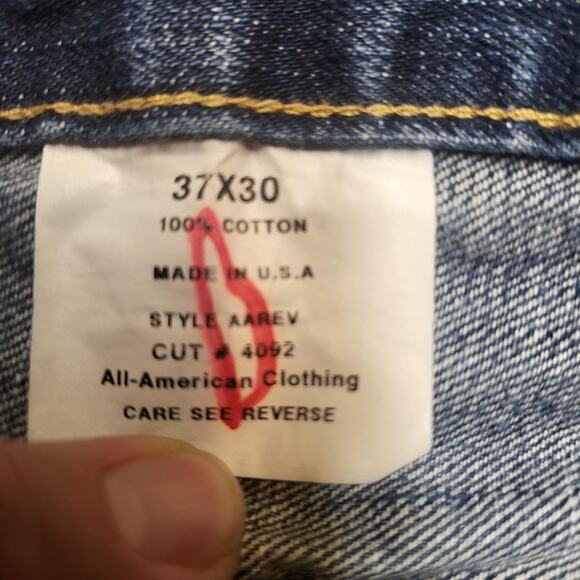 37X30
100% COTTON
MADE IN U.S.A
STYLE AAREV
CUT # 4092
All-American Clothing
CARE SEE REVERSE